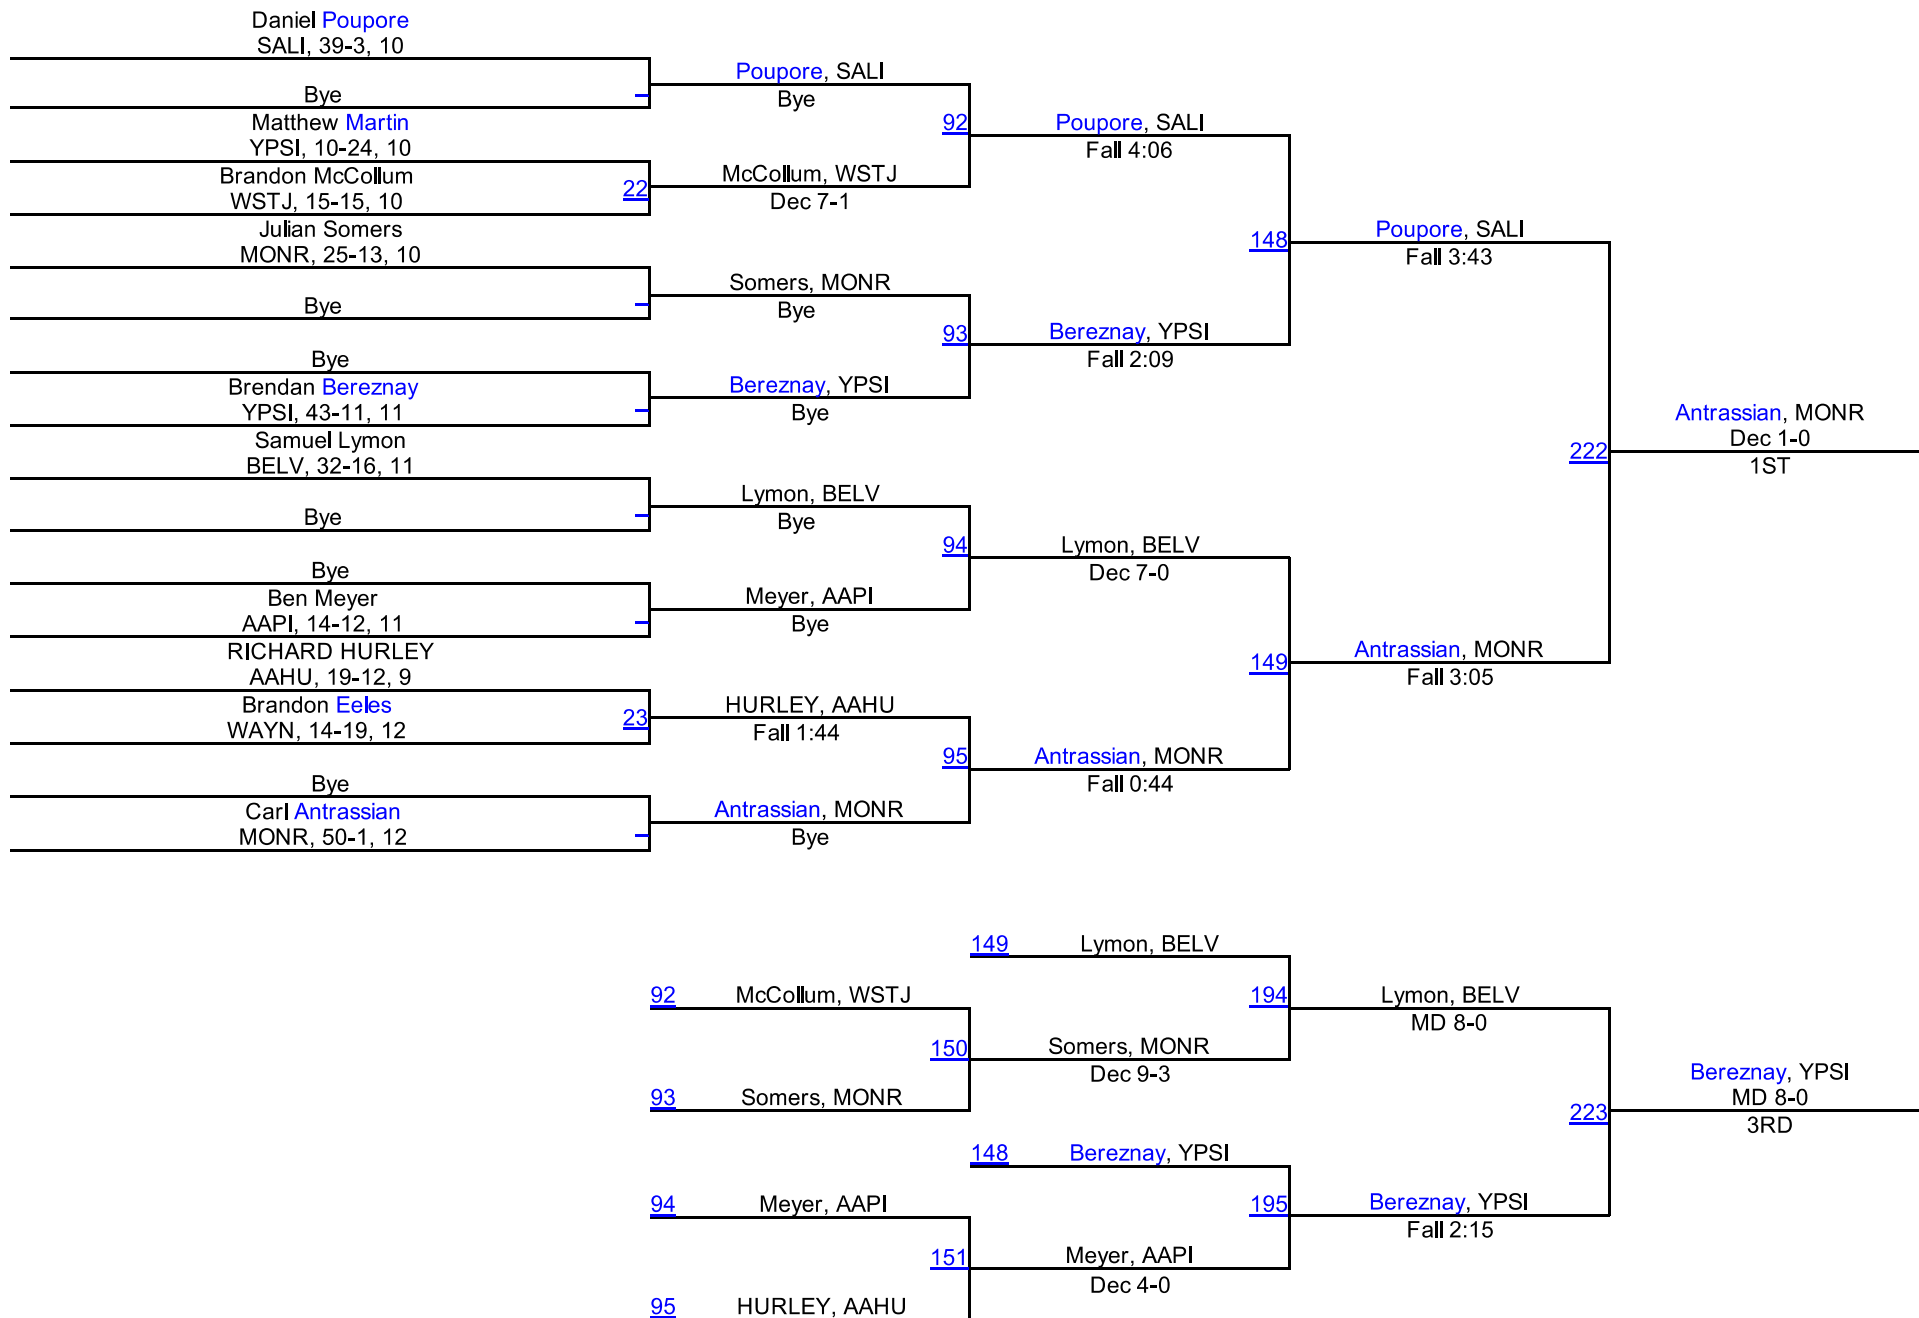 Daniel Poupore
SALI, 39-3, 10
Bye
Matthew Martin
YPSI, 10-24, 10
Brandon McCollum
WSTJ, 15-15, 10
22
Julian Somers
MONR, 25-13, 10
Bye
Bye
Brendan Bereznay
YPSI, 43-11, 11
Samuel Lymon
BELV, 32-16, 11
Bye
Bye
Ben Meyer
AAPI, 14-12, 11
RICHARD HURLEY
AAHU, 19-12, 9
Brandon Eeles
WAYN, 14-19, 12
23
Bye
Carl Antrassian
MONR, 50-1, 12
Poupore, SALI
Bye
92
McCollum, WSTJ
Dec 7-1
Somers, MONR
Bye
93
Bereznay, YPSI
Bye
Lymon, BELV
Bye
94
Meyer, AAPI
Bye
HURLEY, AAHU
Fall 1:44
95
Antrassian, MONR
Bye
Poupore, SALI
Fall 4:06
148
Bereznay, YPSI
Fall 2:09
Lymon, BELV
Dec 7-0
149
Antrassian, MONR
Fall 0:44
Poupore, SALI
Fall 3:43
222
Antrassian, MONR
Fall 3:05
Antrassian, MONR
Dec 1-0
1ST
92 McCollum, WSTJ
150
93 Somers, MONR
94 Meyer, AAPI
151
95 HURLEY, AAHU
149 Lymon, BELV
194
Somers, MONR
Dec 9-3
148 Bereznay, YPSI
195
Meyer, AAPI
Dec 4-0
Lymon, BELV
MD 8-0
223
Bereznay, YPSI
Fall 2:15
Bereznay, YPSI
MD 8-0
3RD